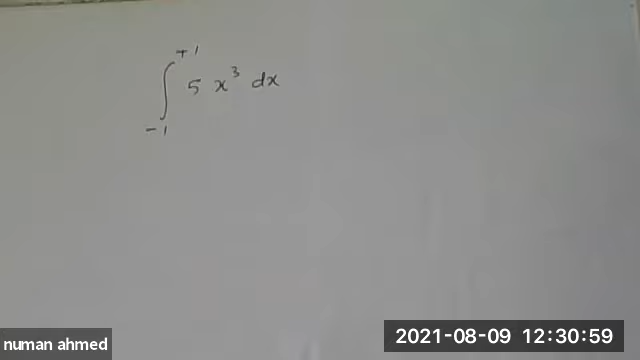 ∫₋₁⁺¹ 5 x³ dx
numan ahmed
2021-08-09 12:30:59